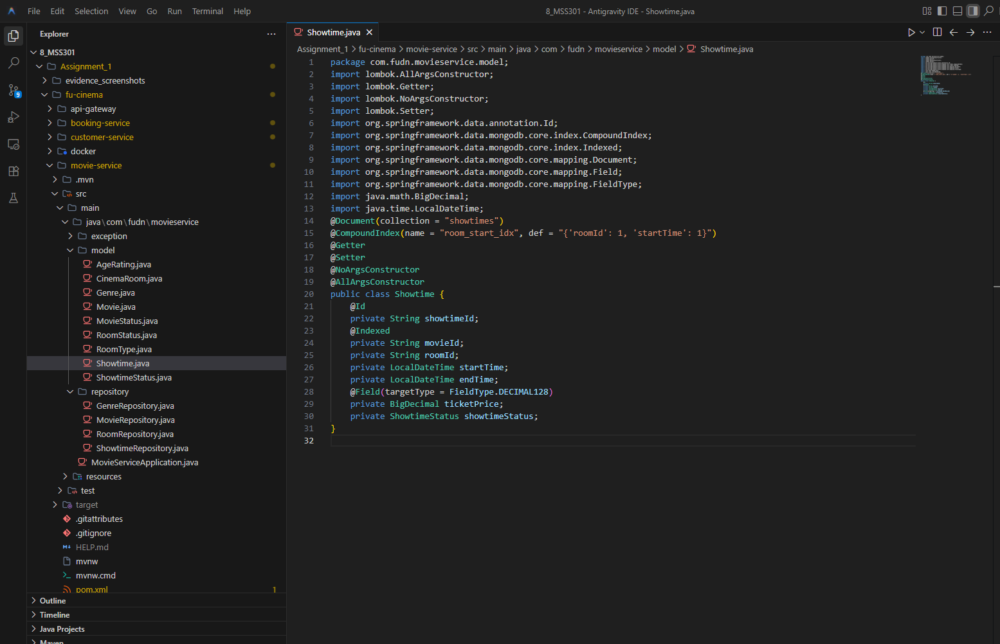 File Edit Selection View Go Run Terminal Help
8_MSS301 - Antigravity IDE - Showtime.java
Explorer
8_MSS301
Assignment_1
evidence_screenshots
fu-cinema
api-gateway
booking-service
customer-service
docker
movie-service
.mvn
src
main
java\com\fudn\movieservice
exception
model
AgeRating.java
CinemaRoom.java
Genre.java
Movie.java
MovieStatus.java
RoomStatus.java
RoomType.java
Showtime.java
ShowtimeStatus.java
repository
GenreRepository.java
MovieRepository.java
RoomRepository.java
ShowtimeRepository.java
MovieServiceApplication.java
resources
test
target
.gitattributes
.gitignore
HELP.md
mvnw
mvnw.cmd
pom.xml 1
Outline
Timeline
Java Projects
Maven
9
Showtime.java
Assignment_1 > fu-cinema > movie-service > src > main > java > com > fudn > movieservice > model > Showtime.java
1 package com.fudn.movieservice.model;
2 import lombok.AllArgsConstructor;
3 import lombok.Getter;
4 import lombok.NoArgsConstructor;
5 import lombok.Setter;
6 import org.springframework.data.annotation.Id;
7 import org.springframework.data.mongodb.core.index.CompoundIndex;
8 import org.springframework.data.mongodb.core.index.Indexed;
9 import org.springframework.data.mongodb.core.mapping.Document;
10 import org.springframework.data.mongodb.core.mapping.Field;
11 import org.springframework.data.mongodb.core.mapping.FieldType;
12 import java.math.BigDecimal;
13 import java.time.LocalDateTime;
14 @Document(collection = "showtimes")
15 @CompoundIndex(name = "room_start_idx", def = "{'roomId': 1, 'startTime': 1}")
16 @Getter
17 @Setter
18 @NoArgsConstructor
19 @AllArgsConstructor
20 public class Showtime {
21 @Id
22 private String showtimeId;
23 @Indexed
24 private String movieId;
25 private String roomId;
26 private LocalDateTime startTime;
27 private LocalDateTime endTime;
28 @Field(targetType = FieldType.DECIMAL128)
29 private BigDecimal ticketPrice;
30 private ShowtimeStatus showtimeStatus;
31 }
32